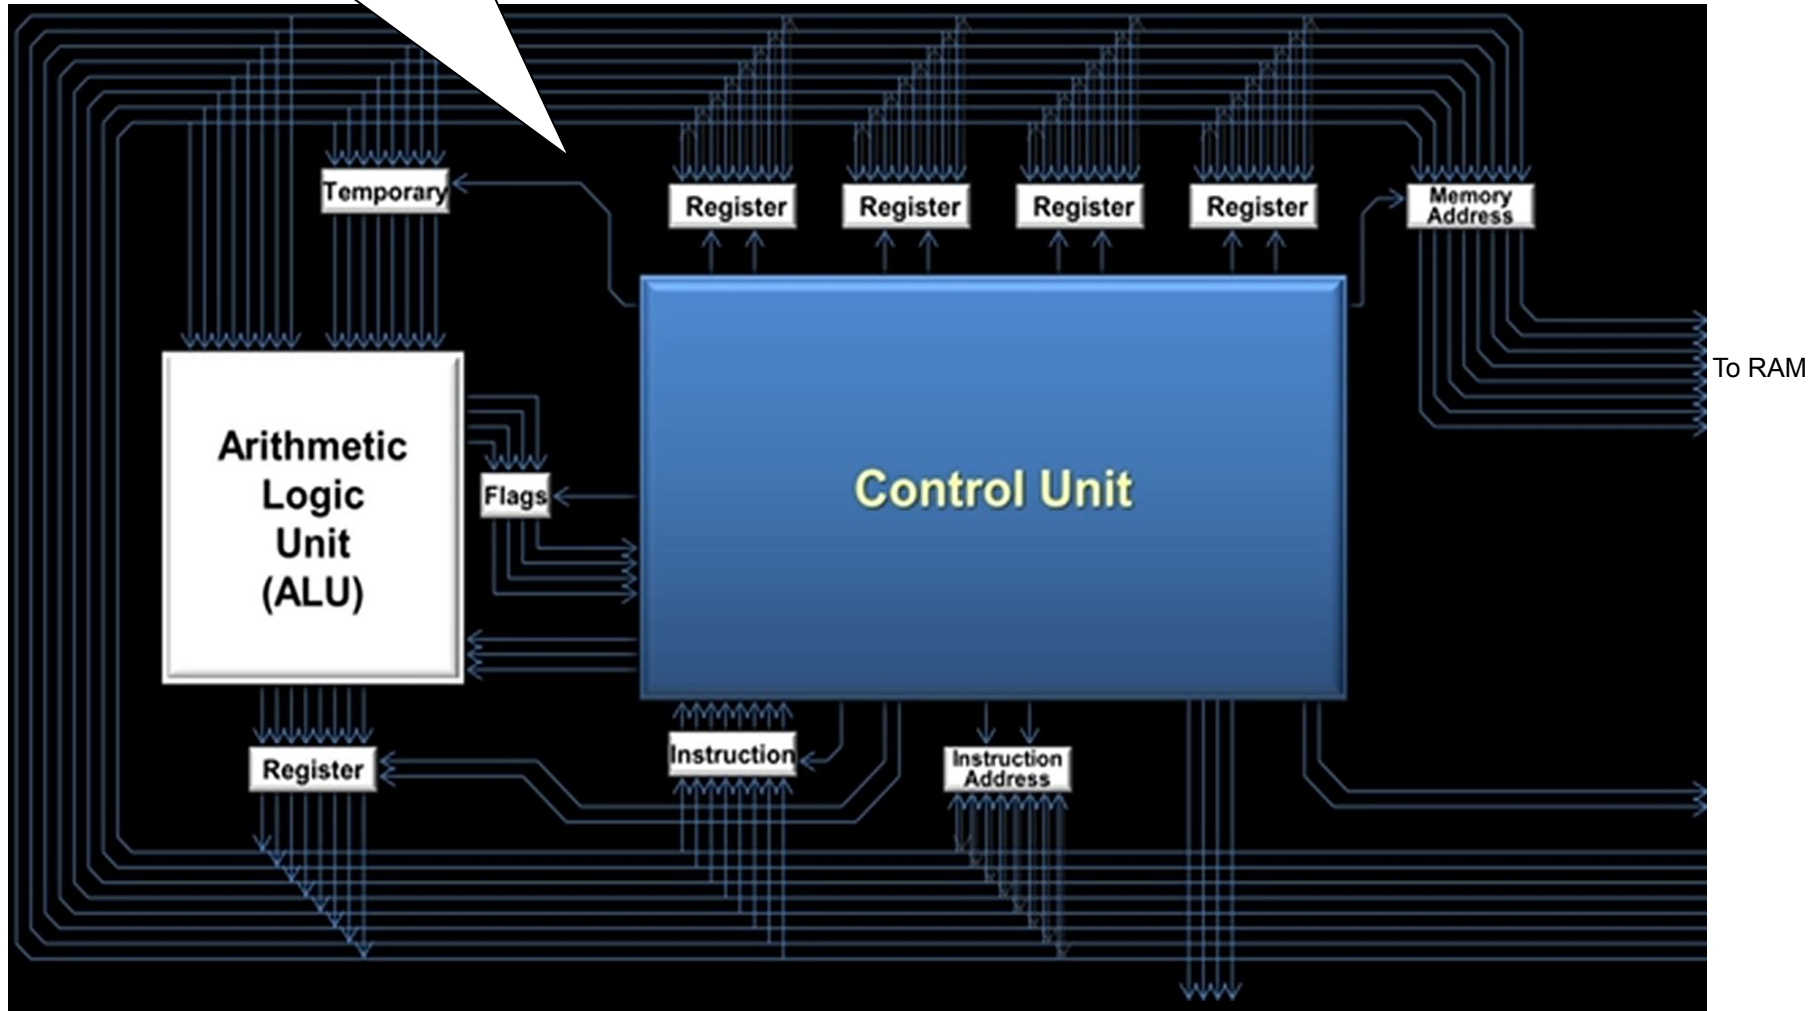 Temporary
Register
Register
Register
Register
Memory
Address
To RAM
Arithmetic
Logic
Unit
(ALU)
Flags
Control Unit
Register
Instruction
Instruction
Address